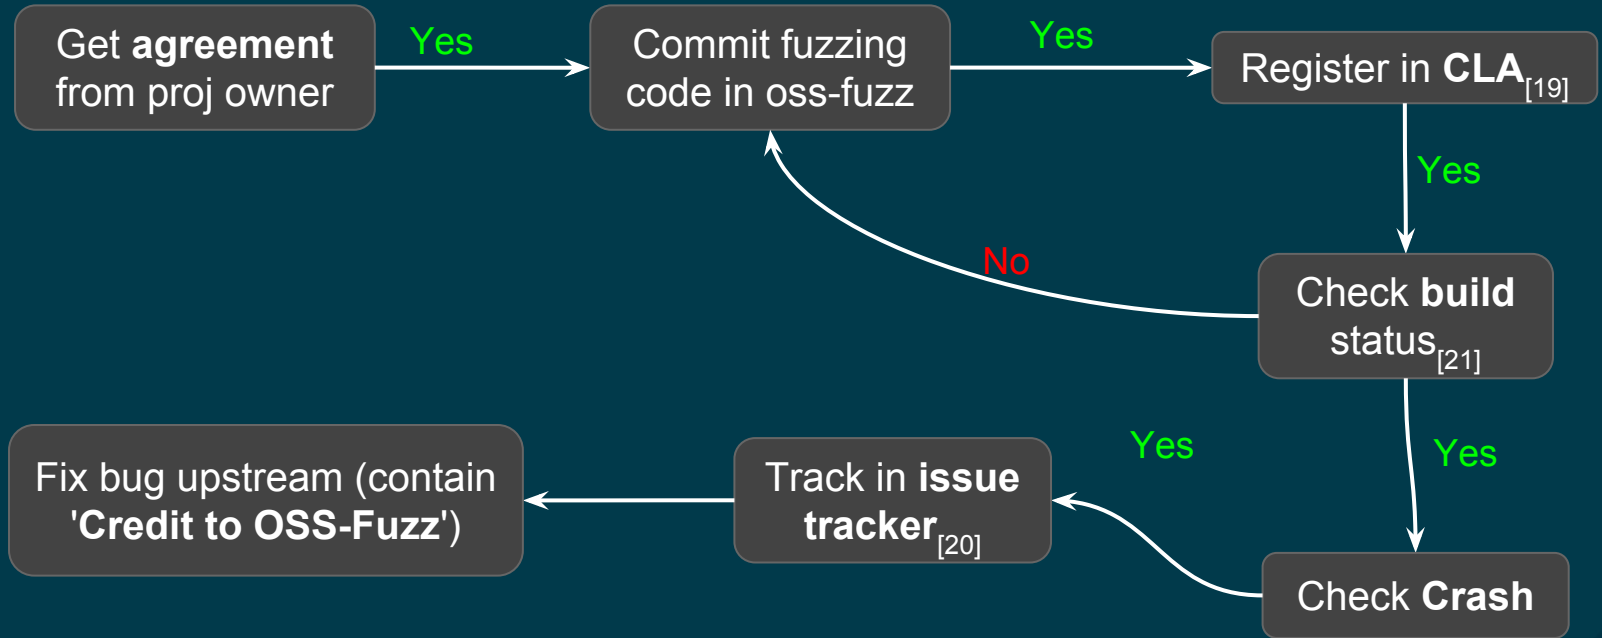 Get agreement
from proj owner
Yes
Commit fuzzing
code in oss-fuzz
Yes
Register in CLA[19]
Yes
No
Check build
status[21]
Yes
Check Crash
Yes
Track in issue
tracker[20]
Fix bug upstream (contain
'Credit to OSS-Fuzz')